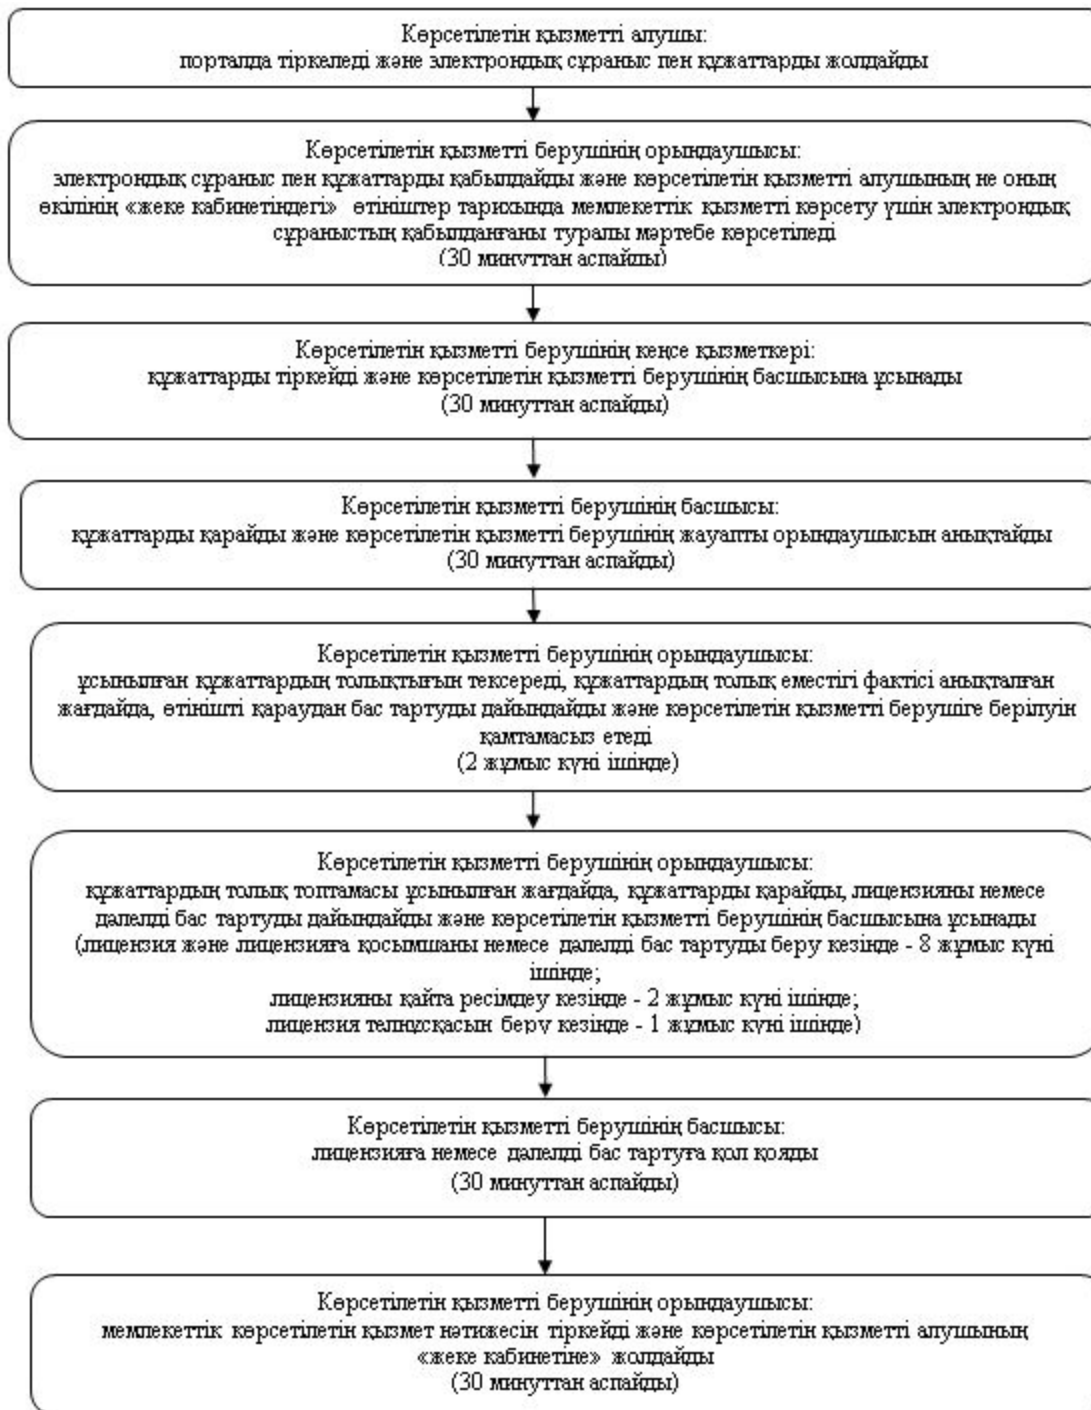 Көрсетілетін қызметті алушы:
порталда тіркеледі және электрондық сұраныс пен құжаттарды жолдайды
Көрсетілетін қызметті берушінің орындаушысы:
электрондық сұраныс пен құжаттарды қабылдайды және көрсетілетін қызметті алушының не оның
өкілінің «жеке кабинетіндегі» өтініштер тарихында мемлекеттік қызметті көрсету үшін электрондық
сұраныстың қабылданғаны туралы мәртебе көрсетіледі
(30 минуттан аспайды)
Көрсетілетін қызметті берушінің кеңсе қызметкері:
құжаттарды тіркейді және көрсетілетін қызметті берушінің басшысына ұсынады
(30 минуттан аспайды)
Көрсетілетін қызметті берушінің басшысы:
құжаттарды қарайды және көрсетілетін қызметті берушінің жауапты орындаушысын анықтайды
(30 минуттан аспайды)
Көрсетілетін қызметті берушінің орындаушысы:
ұсынылған құжаттардың толықтығын тексереді, құжаттардың толық еместігі фактісі анықталған
жағдайда, өтінішті қараудан бас тартуды дайындайды және көрсетілетін қызметті берушіге берілуін
қамтамасыз етеді
(2 жұмыс күні ішінде)
Көрсетілетін қызметті берушінің орындаушысы:
құжаттардың толық топтамасы ұсынылған жағдайда, құжаттарды қарайды, лицензияны немесе
дәлелді бас тартуды дайындайды және көрсетілетін қызметті берушінің басшысына ұсынады
(лицензия және лицензияға қосымшаны немесе дәлелді бас тартуды беру кезінде - 8 жұмыс күні
ішінде;
лицензияны қайта ресімдеу кезінде - 2 жұмыс күні ішінде;
лицензия телнұсқасын беру кезінде - 1 жұмыс күні ішінде)
Көрсетілетін қызметті берушінің басшысы:
лицензияға немесе дәлелді бас тартуға қол қояды
(30 минуттан аспайды)
Көрсетілетін қызметті берушінің орындаушысы:
мемлекеттік көрсетілетін қызмет нәтижесін тіркейді және көрсетілетін қызметті алушының
«жеке кабинетіне» жолдайды
(30 минуттан аспайды)